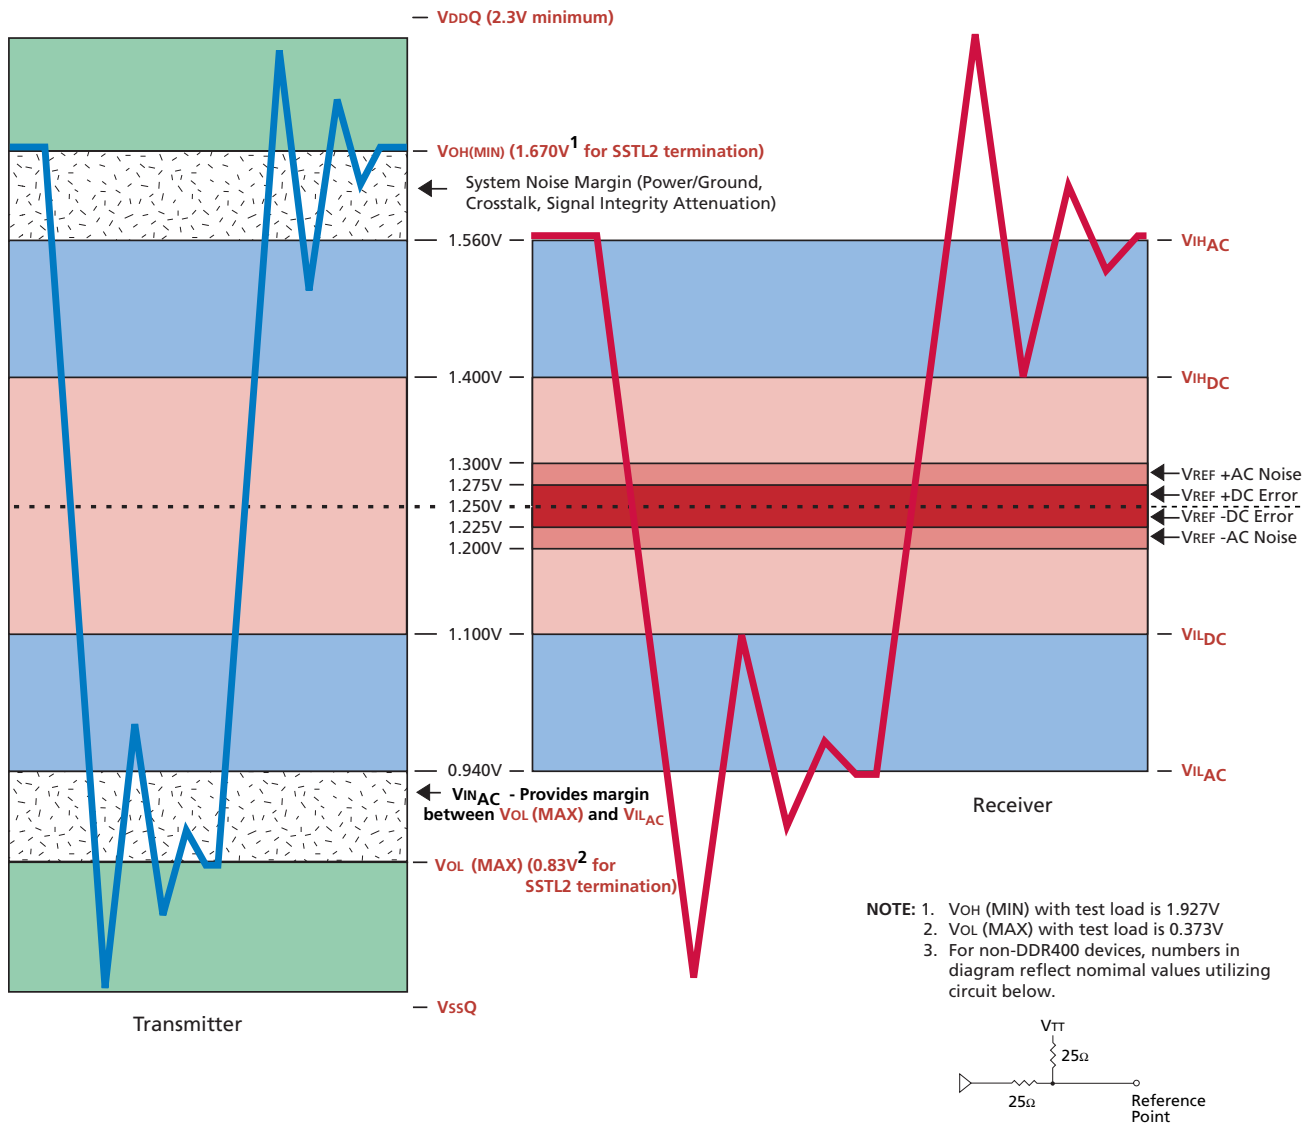 VDDQ (2.3V minimum)
VOH(MIN) (1.670V1 for SSTL2 termination)
System Noise Margin (Power/Ground,
Crosstalk, Signal Integrity Attenuation)
1.560V
VIHAC
1.400V
VIHDC
1.300V
VREF +AC Noise
1.275V
VREF +DC Error
1.250V
VREF -DC Error
1.225V
VREF -AC Noise
1.200V
1.100V
VILDC
0.940V
VILAC
VINAC - Provides margin
between VOL (MAX) and VILAC
Receiver
VOL (MAX) (0.83V2 for
SSTL2 termination)
NOTE: 1. VOH (MIN) with test load is 1.927V
2. VOL (MAX) with test load is 0.373V
3. For non-DDR400 devices, numbers in
diagram reflect nomimal values utilizing
circuit below.
VssQ
Transmitter
VTT
25Ω
25Ω
Reference
Point